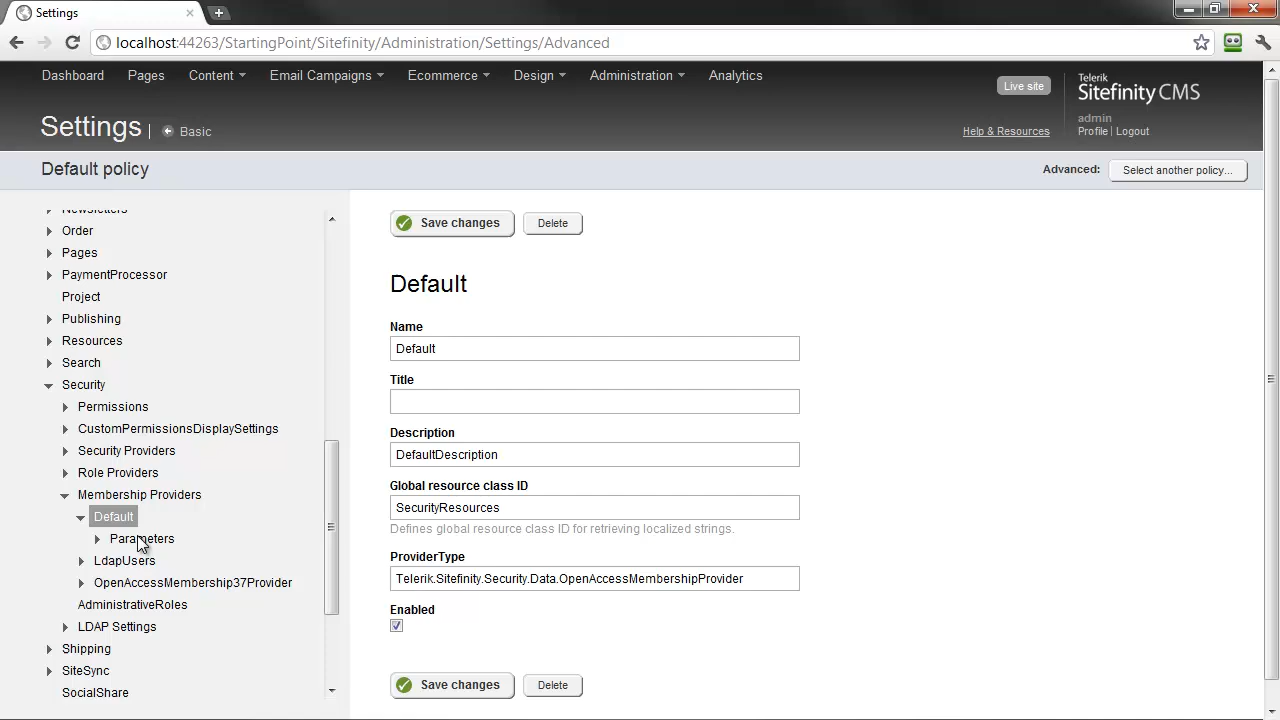 Settings
localhost:44263/StartingPoint/Sitefinity/Administration/Settings/Advanced
Dashboard Pages Content Email Campaigns Ecommerce Design Administration Analytics
Live site
Telerik
Sitefinity CMS
Settings | Basic
Help & Resources
admin
Profile | Logout
Default policy
Advanced: Select another policy...
Newsletters
Order
Pages
PaymentProcessor
Project
Publishing
Resources
Search
Security
Permissions
CustomPermissionsDisplaySettings
Security Providers
Role Providers
Membership Providers
Default
Parameters
LdapUsers
OpenAccessMembership37Provider
AdministrativeRoles
LDAP Settings
Shipping
SiteSync
SocialShare
Save changes Delete
Default
Name
Default
Title
Description
DefaultDescription
Global resource class ID
SecurityResources
Defines global resource class ID for retrieving localized strings.
ProviderType
Telerik.Sitefinity.Security.Data.OpenAccessMembershipProvider
Enabled
Save changes Delete